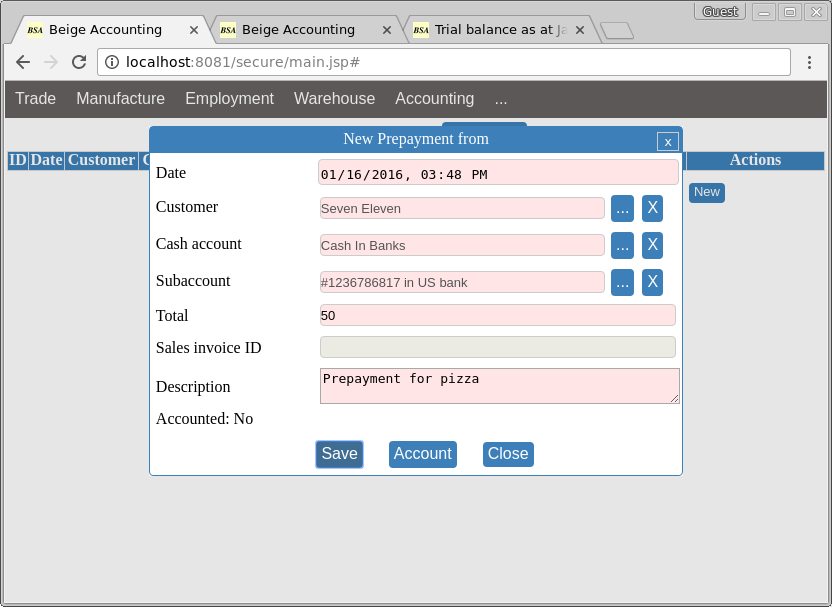 Guest
BSA Beige Accounting
BSA Beige Accounting
BSA Trial balance as at Ja
localhost:8081/secure/main.jsp#
Trade Manufacture Employment Warehouse Accounting ...
New Prepayment from x
ID Date Customer Actions
New
Date 01/16/2016, 03:48 PM
Customer Seven Eleven ... X
Cash account Cash In Banks ... X
Subaccount #1236786817 in US bank ... X
Total 50
Sales invoice ID
Description Prepayment for pizza
Accounted: No
Save Account Close